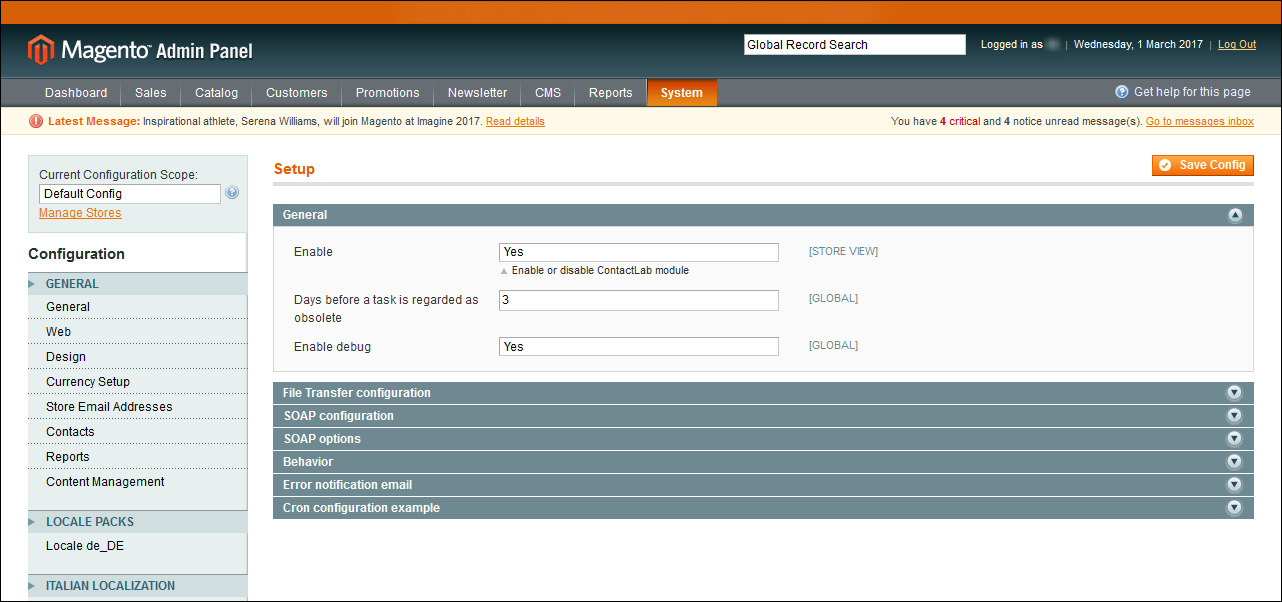 Magento™ Admin Panel
Global Record Search
Logged in as | Wednesday, 1 March 2017 | Log Out
Dashboard Sales Catalog Customers Promotions Newsletter CMS Reports System Get help for this page
Latest Message: Inspirational athlete, Serena Williams, will join Magento at Imagine 2017. Read details
You have 4 critical and 4 notice unread message(s). Go to messages inbox
Current Configuration Scope:
Default Config
Manage Stores
Configuration
GENERAL
General
Web
Design
Currency Setup
Store Email Addresses
Contacts
Reports
Content Management
LOCALE PACKS
Locale de_DE
ITALIAN LOCALIZATION
Setup
Save Config
General
Enable Yes [STORE VIEW]
Enable or disable ContactLab module
Days before a task is regarded as
obsolete
3 [GLOBAL]
Enable debug Yes [GLOBAL]
File Transfer configuration
SOAP configuration
SOAP options
Behavior
Error notification email
Cron configuration example